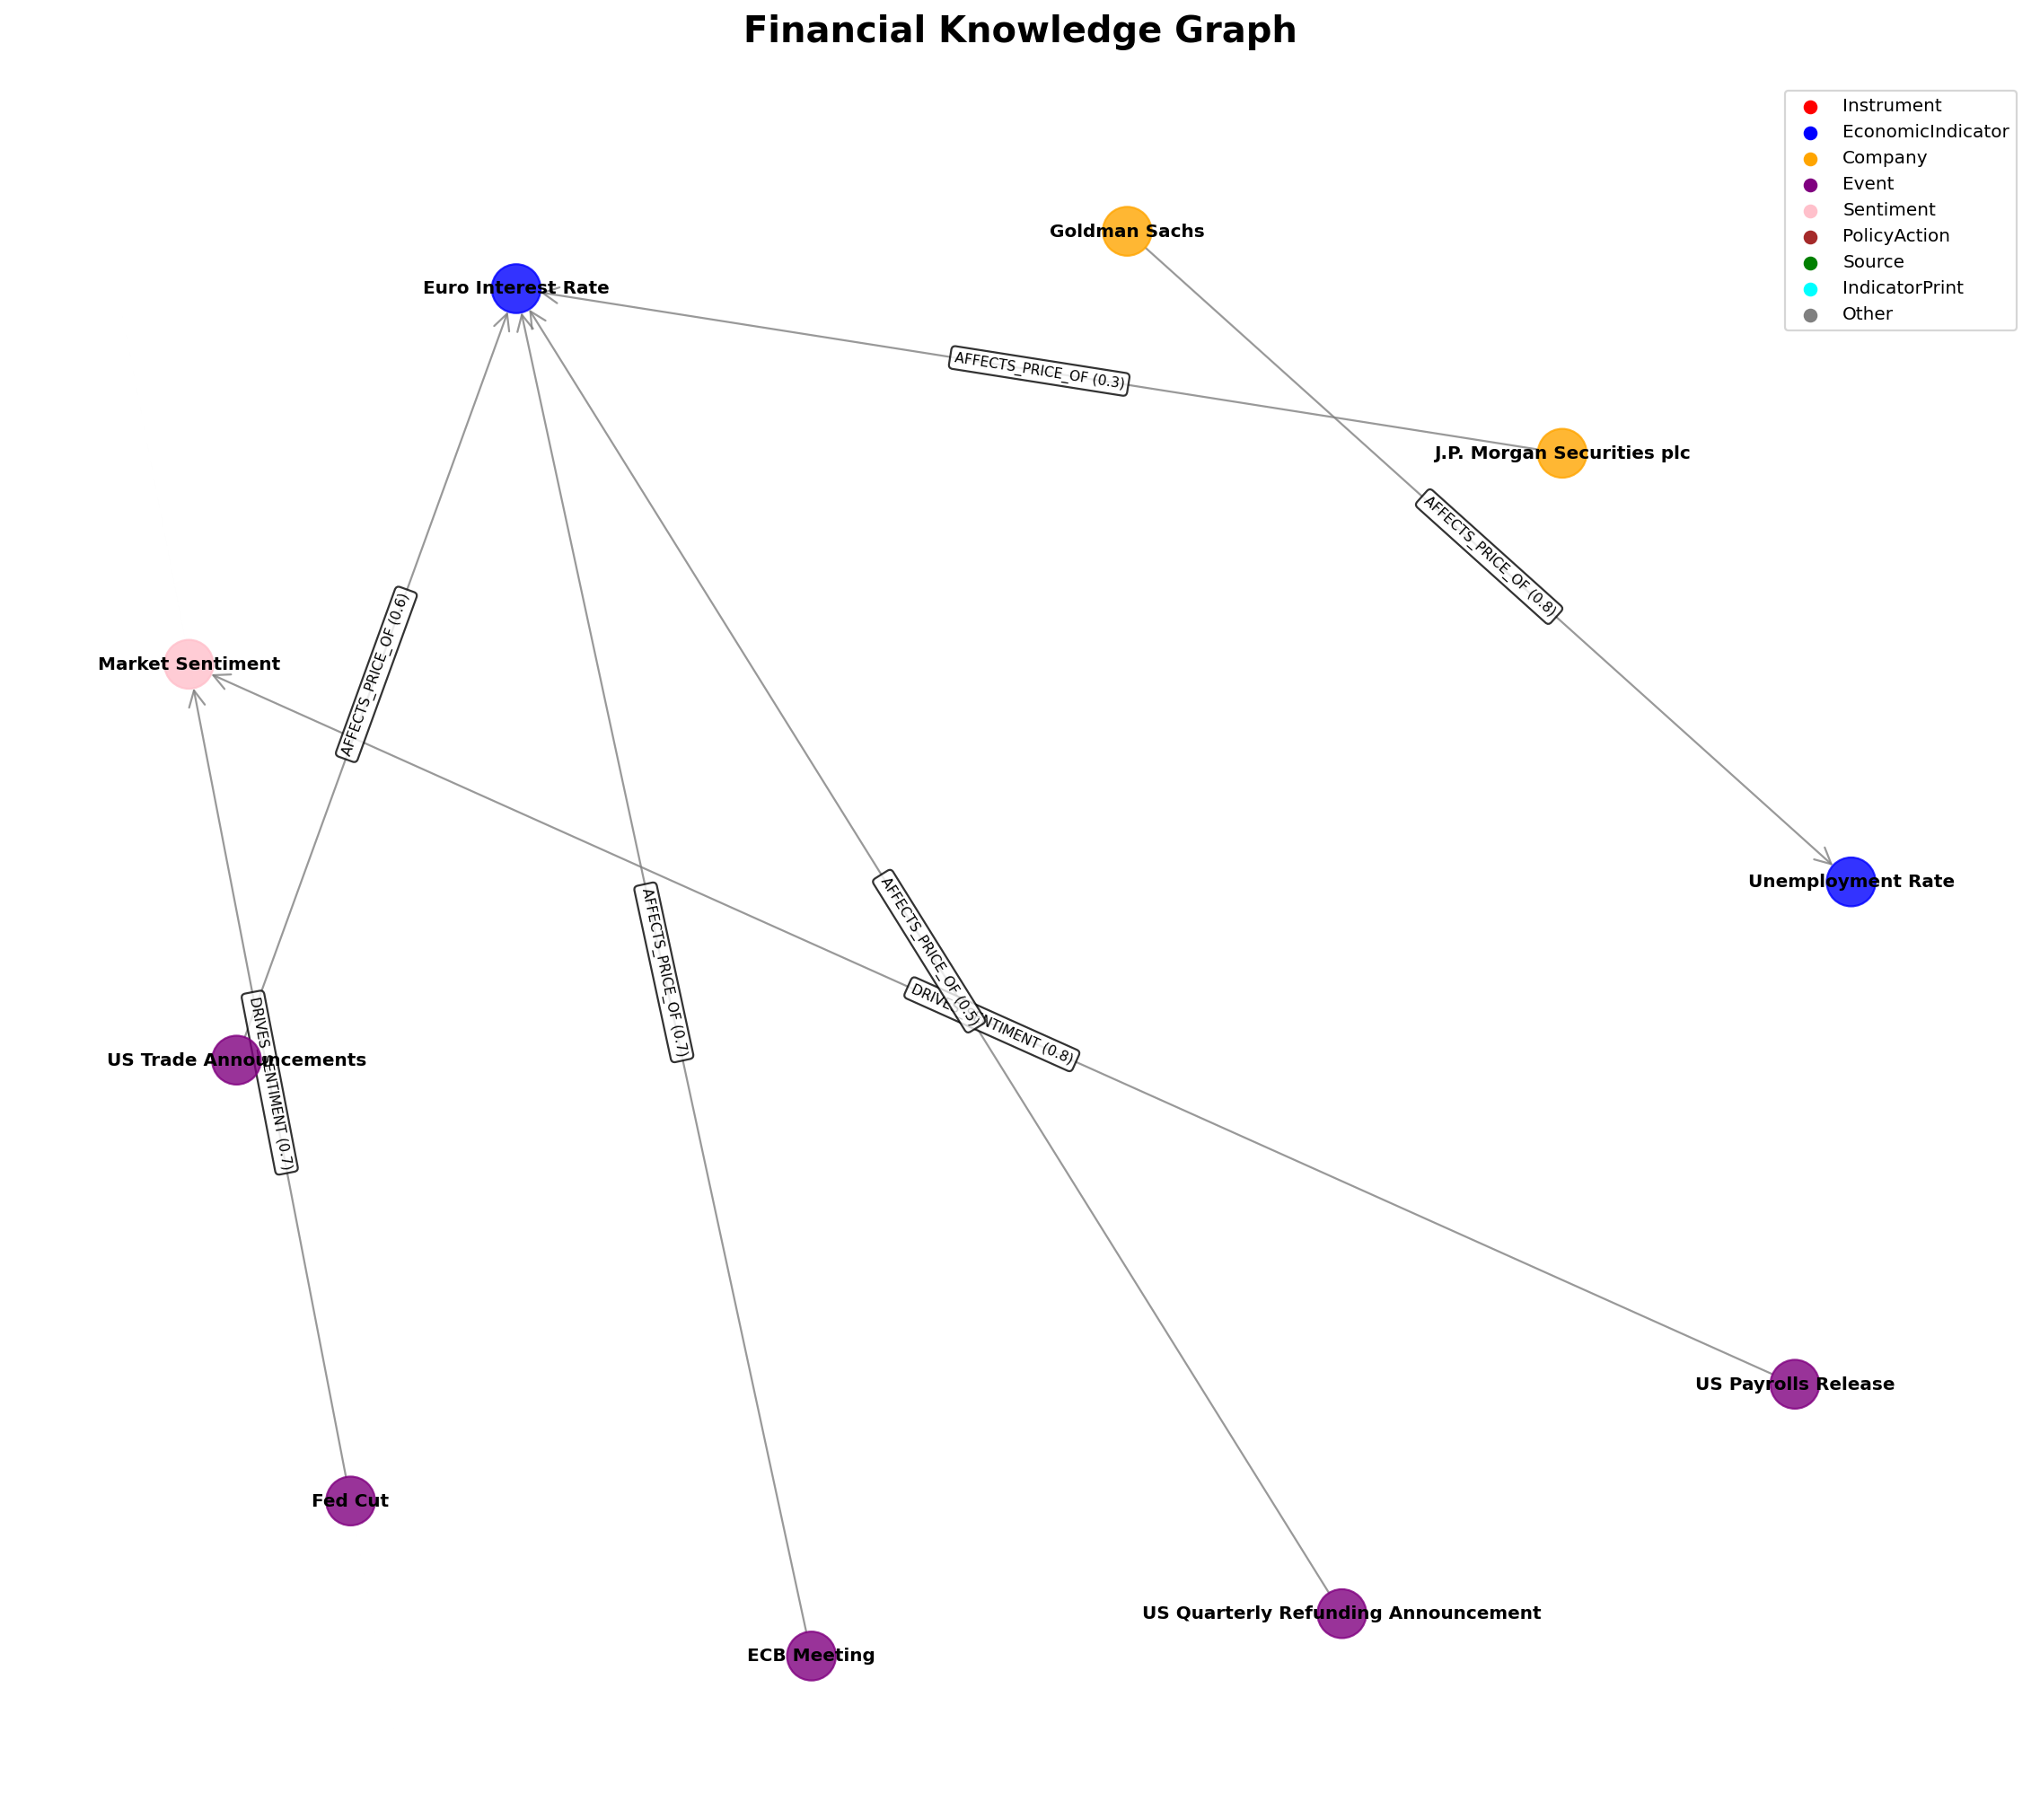 Financial Knowledge Graph
Instrument
EconomicIndicator
Company
Event
Sentiment
PolicyAction
Source
IndicatorPrint
Other
Goldman Sachs
Euro Interest Rate
AFFECTS_PRICE_OF (0.3)
J.P. Morgan Securities plc
AFFECTS_PRICE_OF (0.8)
AFFECTS_PRICE_OF (0.6)
Market Sentiment
Unemployment Rate
AFFECTS_PRICE_OF (0.7)
AFFECTS_PRICE_OF (0.5)
(0.8)
US Trade Announcements
DRIVES_SENTIMENT (0.7)
US Payrolls Release
Fed Cut
US Quarterly Refunding Announcement
ECB Meeting